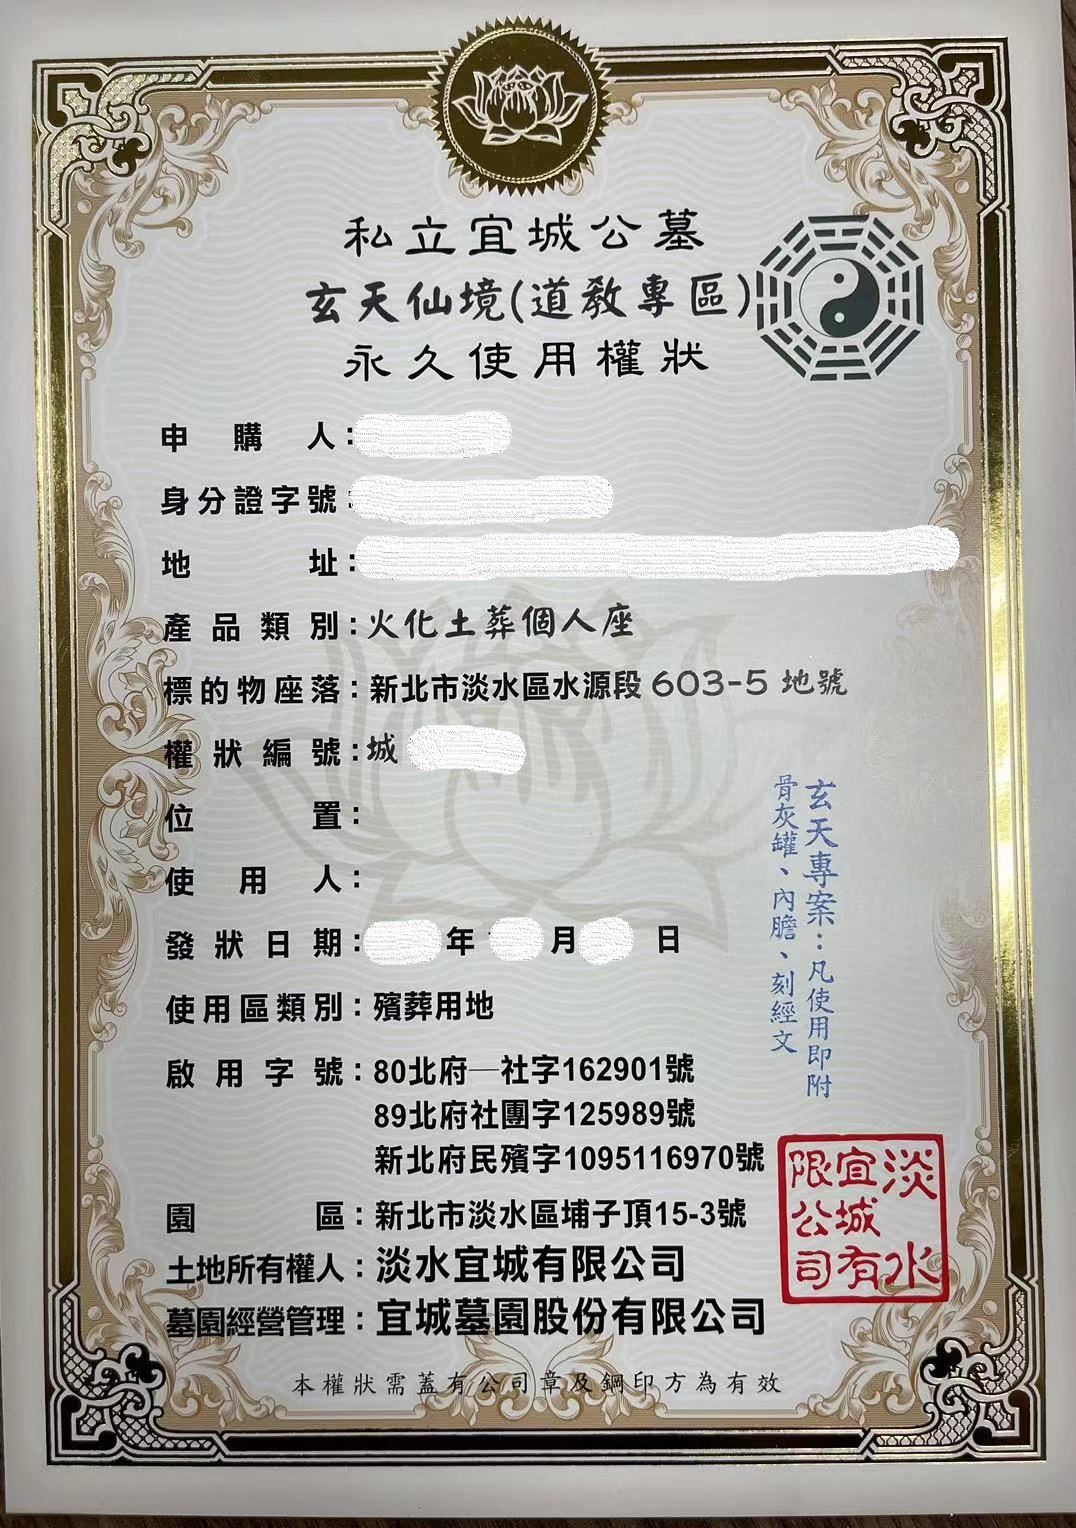 私立宜城公墓
玄天仙境(道教專區)
永久使用權狀
申購人:
身分證字號:
地址:
產品類別:火化土葬個人座
標的物座落:新北市淡水區水源段 603-5 地號
權狀編號:城
位置:
使用人:
發狀日期: 年 月 日
使用區類別:殯葬用地
啟用字號:80北府一社字162901號
89北府社團字125989號
新北府民殯字1095116970號
園區:新北市淡水區埔子頂15-3號
土地所有權人:淡水宜城有限公司
墓園經營管理:宜城墓園股份有限公司
本權狀需蓋有公司章及鋼印方為有效
玄天專案:凡使用即附
骨灰罐、內膽、刻經文
淡水
宜城有
限公司